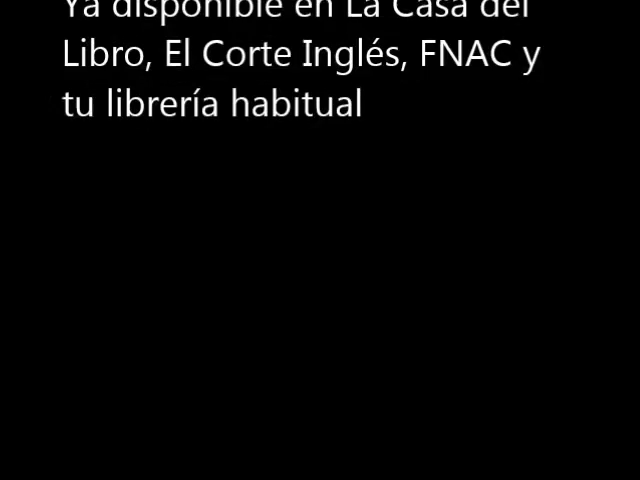 Ya disponible en La Casa del
Libro, El Corte Inglés, FNAC y
tu librería habitual